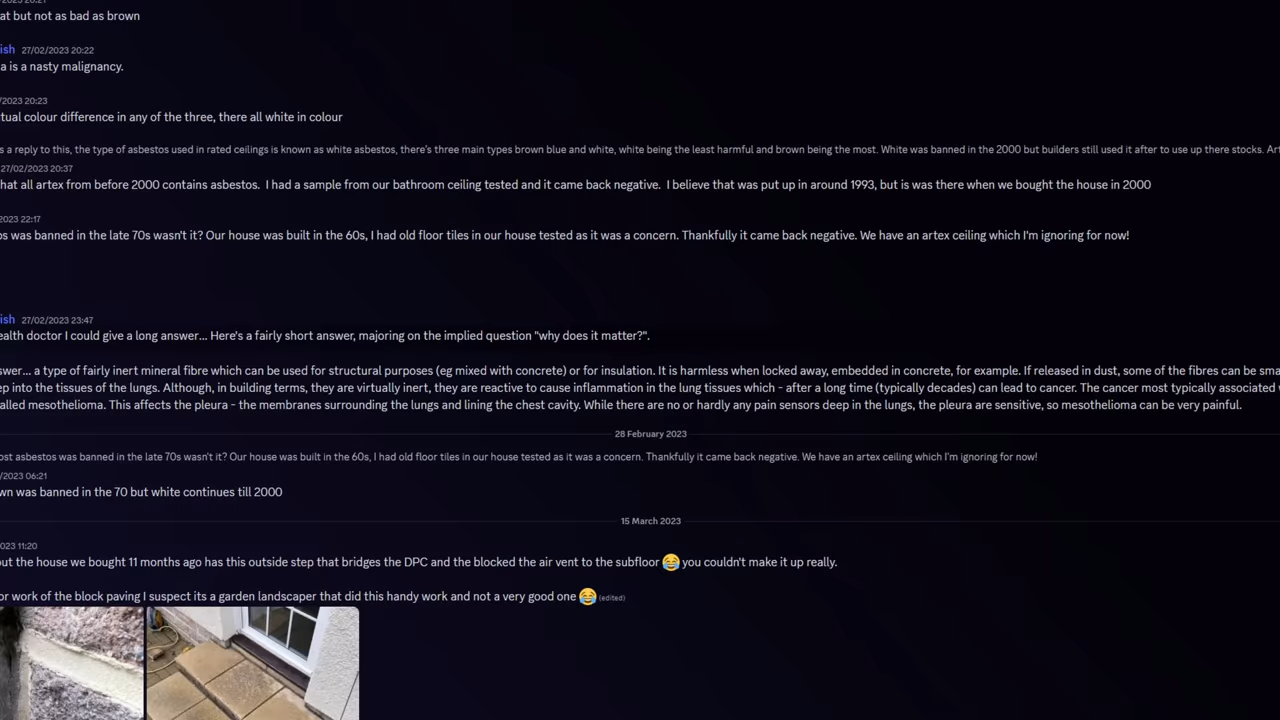 at but not as bad as brown
ish 27/02/2023 20:22
a is a nasty malignancy.
/2023 20:23
tual colour difference in any of the three, there all white in colour
s a reply to this, the type of asbestos used in rated ceilings is known as white asbestos, there's three main types brown blue and white, white being the least harmful and brown being the most. White was banned in the 2000 but builders still used it after to use up there stocks. Art
27/02/2023 20:37
hat all artex from before 2000 contains asbestos. I had a sample from our bathroom ceiling tested and it came back negative. I believe that was put up in around 1993, but is was there when we bought the house in 2000
2023 22:17
os was banned in the late 70s wasn't it? Our house was built in the 60s, I had old floor tiles in our house tested as it was a concern. Thankfully it came back negative. We have an artex ceiling which I'm ignoring for now!
ish 27/02/2023 23:47
ealth doctor I could give a long answer... Here's a fairly short answer, majoring on the implied question "why does it matter?".
swer... a type of fairly inert mineral fibre which can be used for structural purposes (eg mixed with concrete) or for insulation. It is harmless when locked away, embedded in concrete, for example. If released in dust, some of the fibres can be sma
ep into the tissues of the lungs. Although, in building terms, they are virtually inert, they are reactive to cause inflammation in the lung tissues which - after a long time (typically decades) can lead to cancer. The cancer most typically associated
alled mesothelioma. This affects the pleura - the membranes surrounding the lungs and lining the chest cavity. While there are no or hardly any pain sensors deep in the lungs, the pleura are sensitive, so mesothelioma can be very painful.
28 February 2023
ost asbestos was banned in the late 70s wasn't it? Our house was built in the 60s, I had old floor tiles in our house tested as it was a concern. Thankfully it came back negative. We have an artex ceiling which I'm ignoring for now!
/2023 06:21
wn was banned in the 70 but white continues till 2000
15 March 2023
023 11:20
out the house we bought 11 months ago has this outside step that bridges the DPC and the blocked the air vent to the subfloor 😂 you couldn't make it up really.
or work of the block paving I suspect its a garden landscaper that did this handy work and not a very good one 😂 (edited)